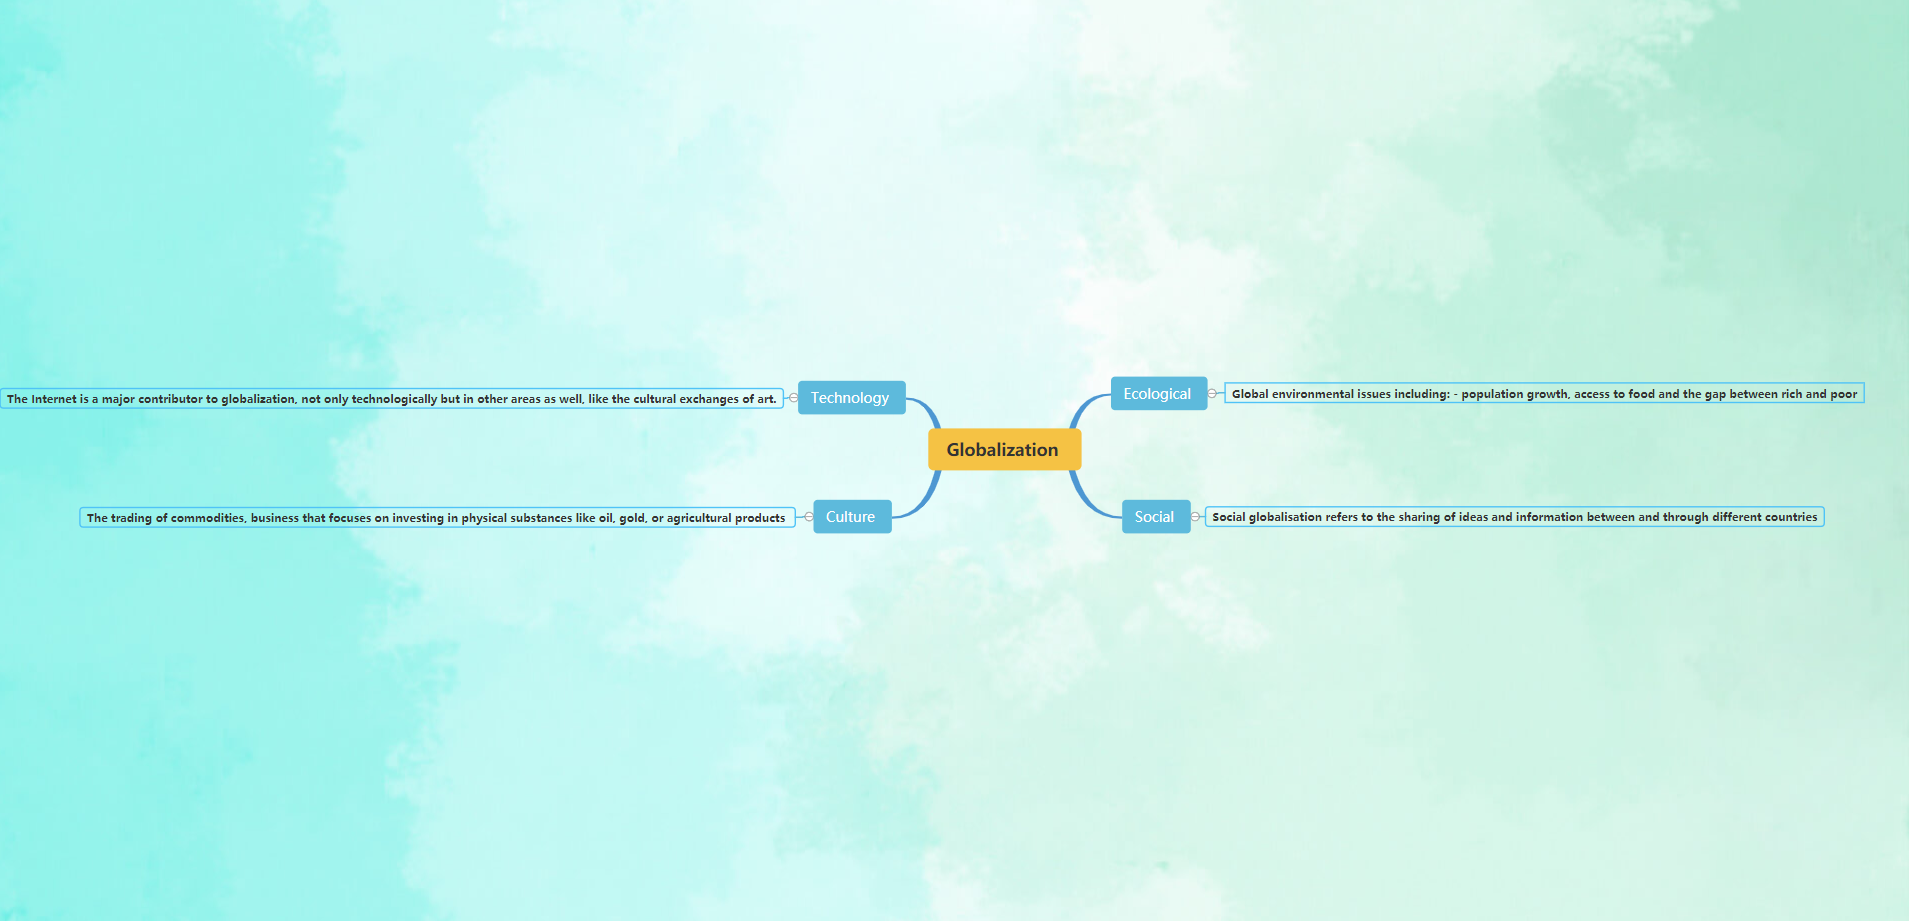 Globalization
Technology
The Internet is a major contributor to globalization, not only technologically but in other areas as well, like the cultural exchanges of art.
Culture
The trading of commodities, business that focuses on investing in physical substances like oil, gold, or agricultural products
Ecological
Global environmental issues including: - population growth, access to food and the gap between rich and poor
Social
Social globalisation refers to the sharing of ideas and information between and through different countries